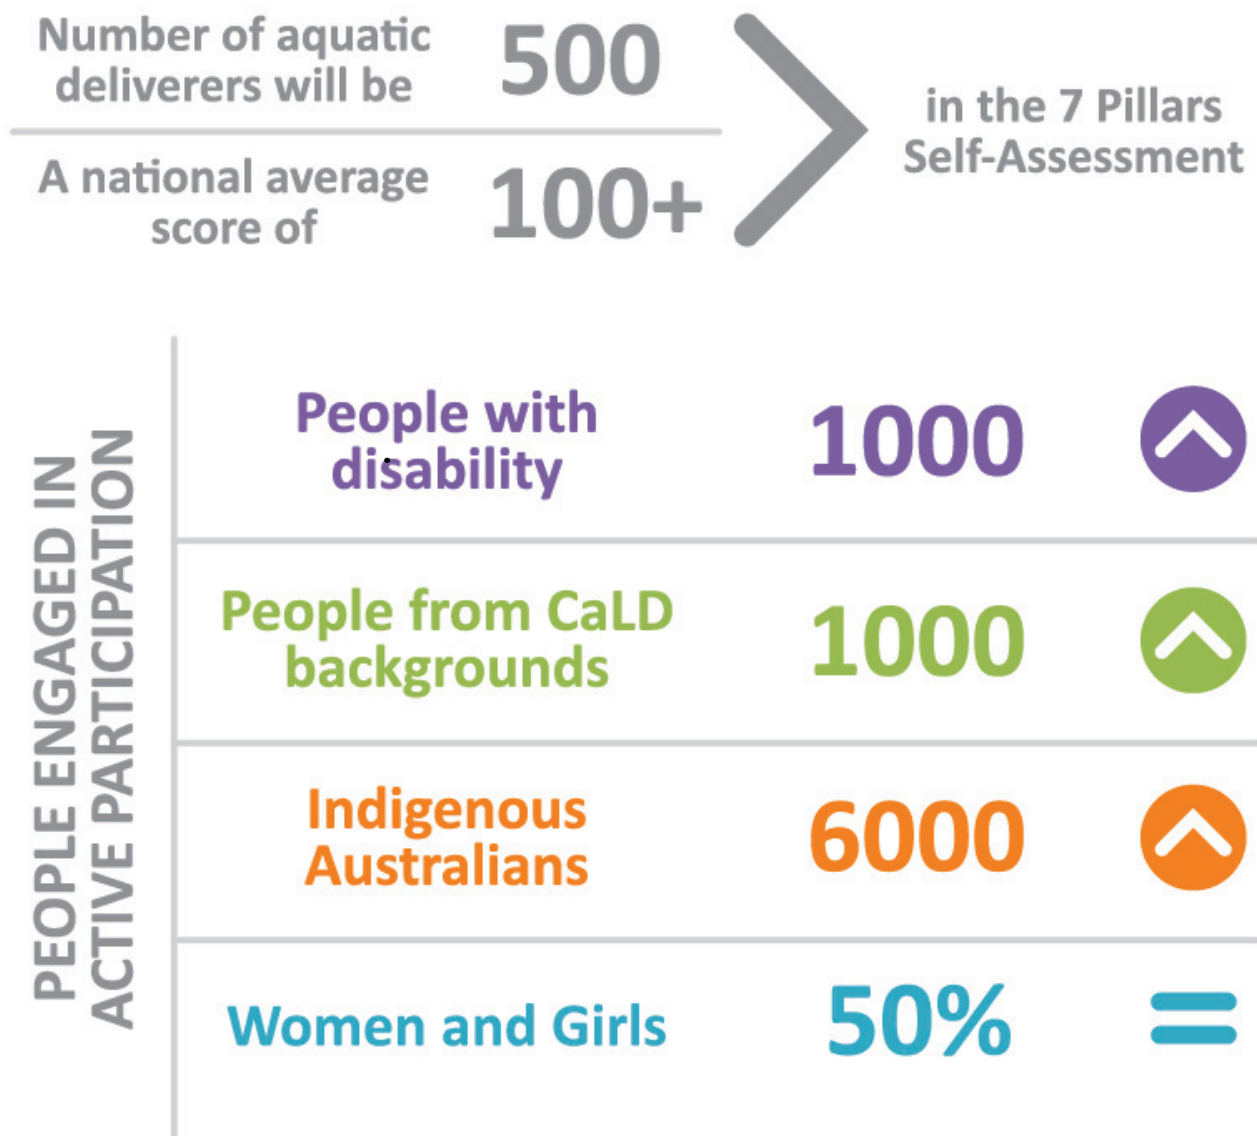 Number of aquatic
deliverers will be
500
A national average
score of
100+
in the 7 Pillars
Self-Assessment
PEOPLE ENGAGED IN
ACTIVE PARTICIPATION
People with
disability
1000
People from CaLD
backgrounds
1000
Indigenous
Australians
6000
Women and Girls
50%
=